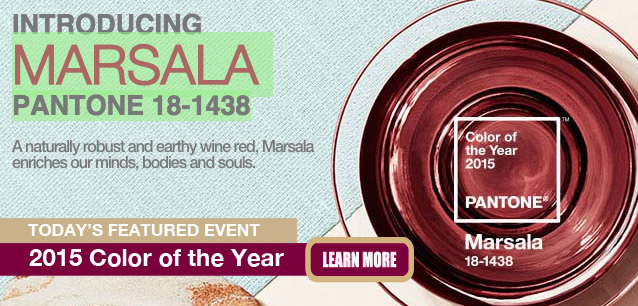 INTRODUCING
MARSALA
PANTONE 18-1438
A naturally robust and earthy wine red, Marsala
enriches our minds, bodies and souls.
TODAY'S FEATURED EVENT
2015 Color of the Year
LEARN MORE
Color of
the Year
2015
PANTONE®
™
Marsala
18-1438